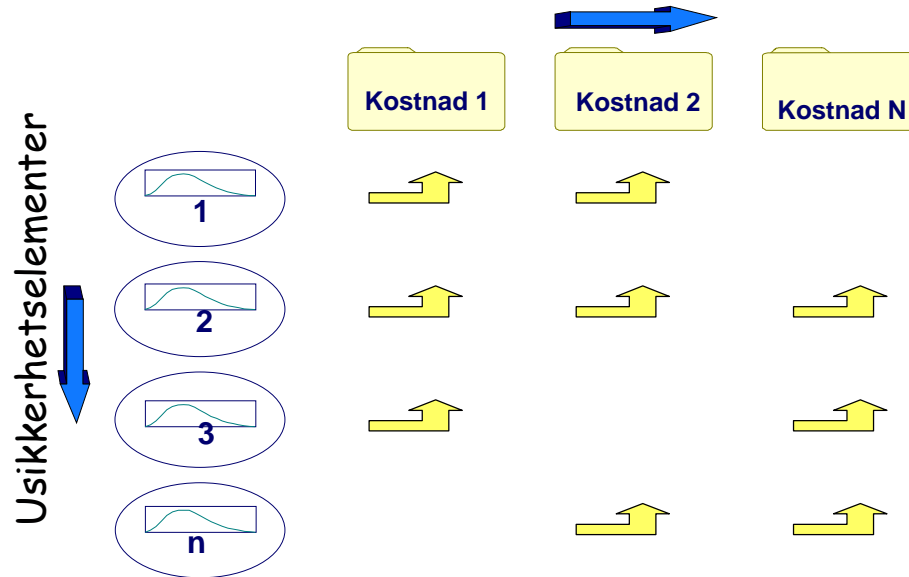 Kostnad 1
Kostnad 2
Kostnad N
Usikkerhetselementer
1
2
3
n